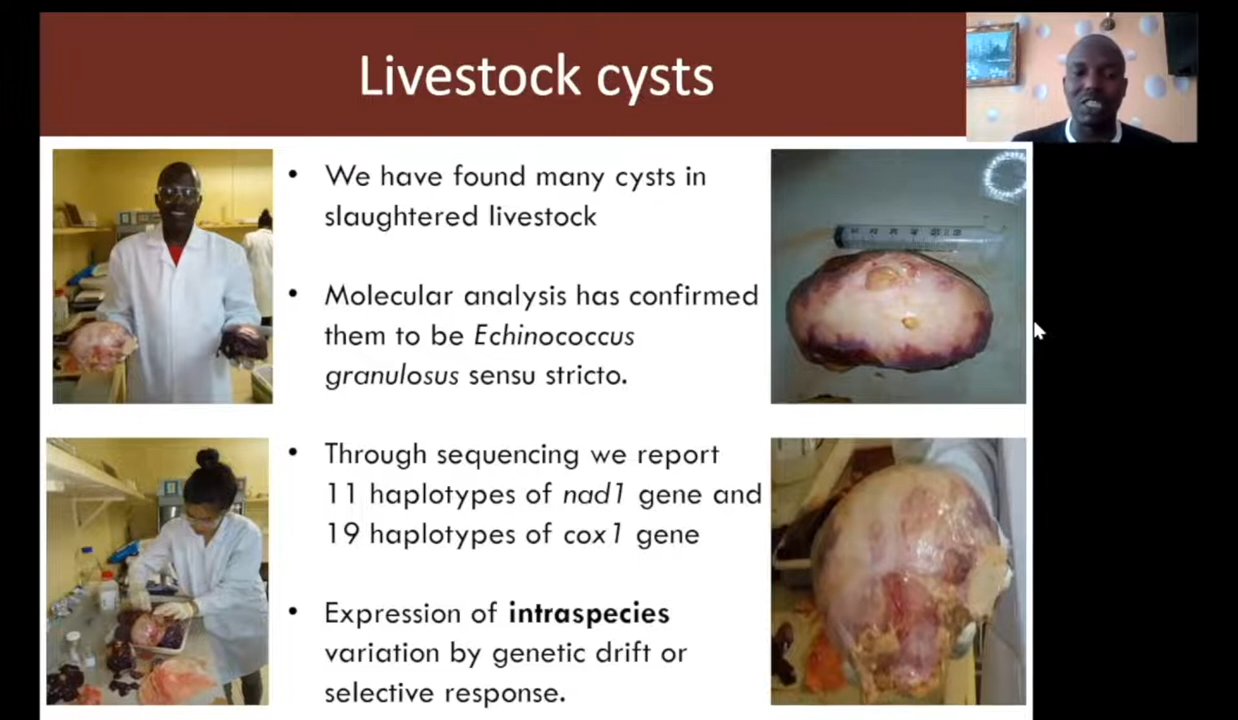 Livestock cysts
• We have found many cysts in
slaughtered livestock
• Molecular analysis has confirmed
them to be Echinococcus
granulosus sensu stricto.
• Through sequencing we report
11 haplotypes of nad1 gene and
19 haplotypes of cox1 gene
• Expression of intraspecies
variation by genetic drift or
selective response.